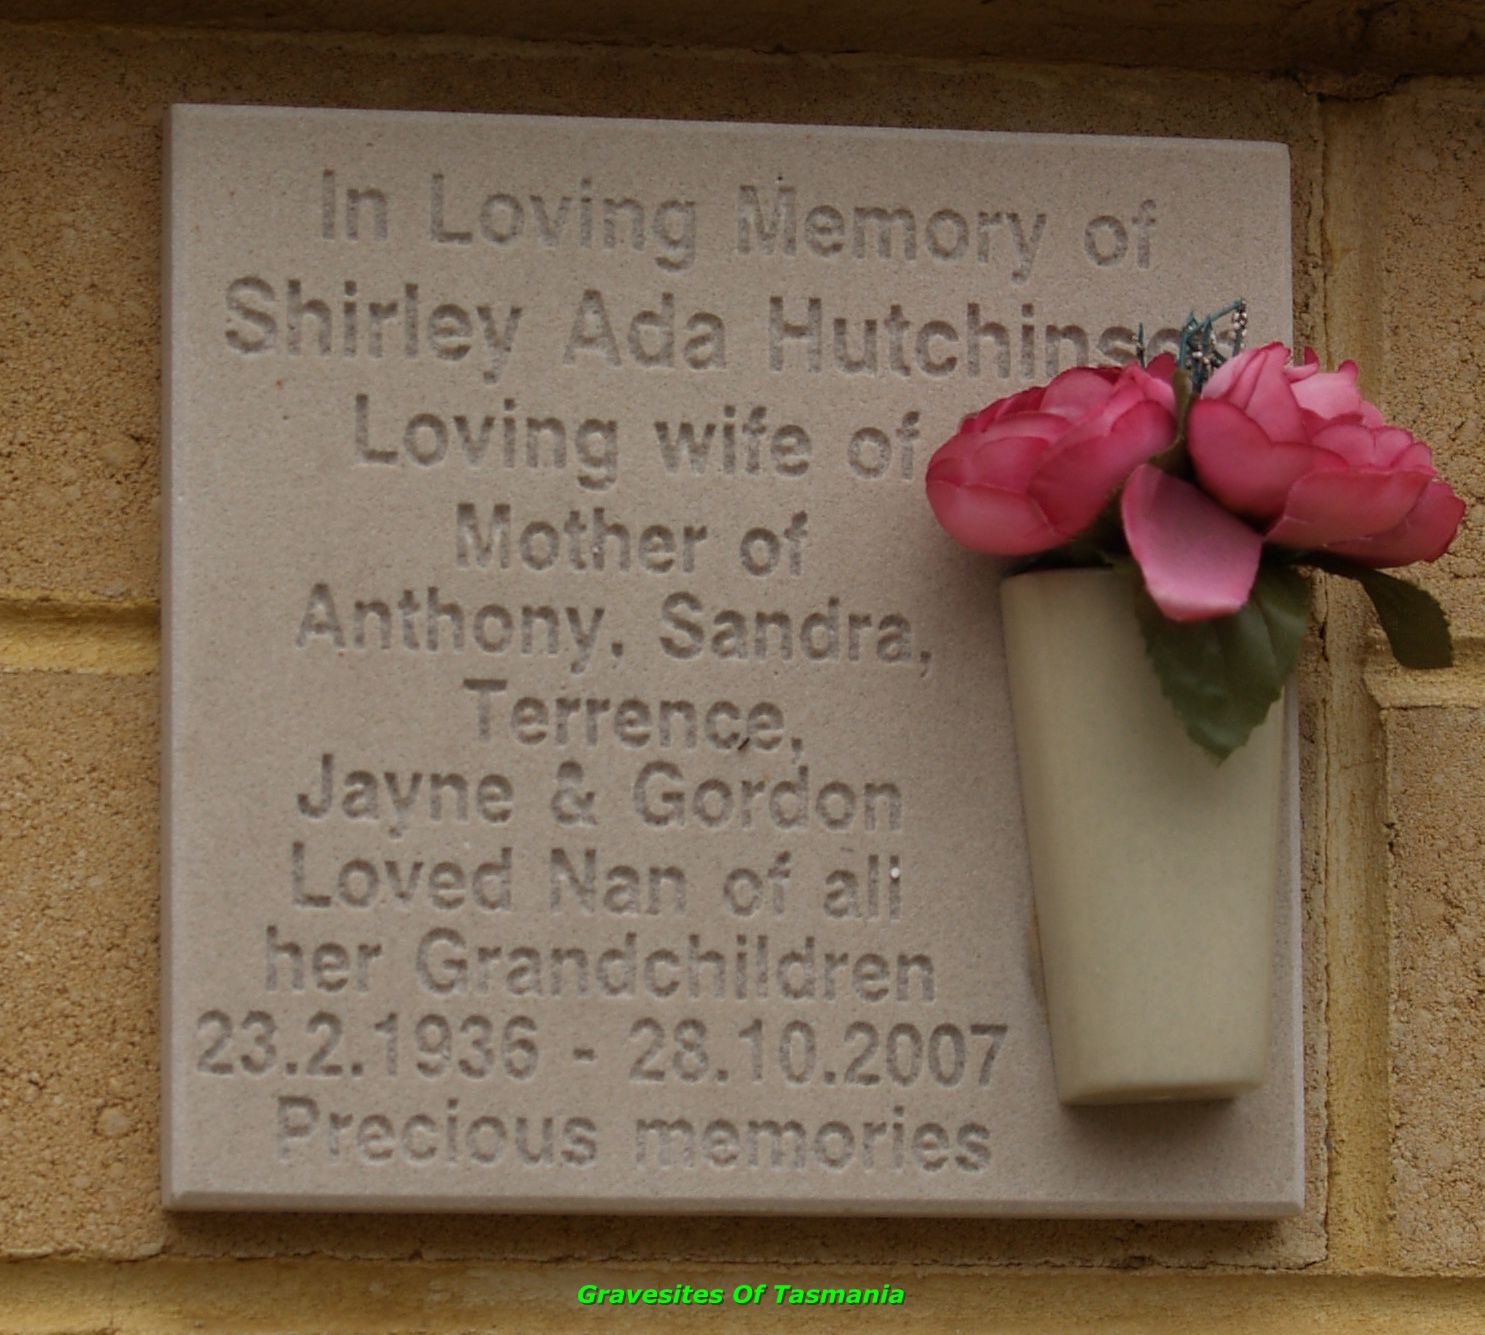 In Loving Memory of
Shirley Ada Hutchinson
Loving wife of
Mother of
Anthony, Sandra,
Terrence,
Jayne & Gordon
Loved Nan of all
her Grandchildren
23.2.1936 - 28.10.2007
Precious memories
Gravesites Of Tasmania